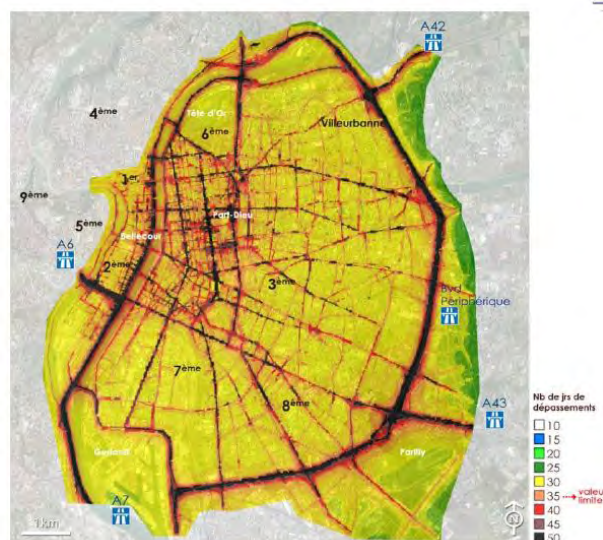 A42
4ème
Tête d'Or
6ème
Villeurbanne
1er
9ème
Part-Dieu
5ème
Bellecour
A6
2ème
3ème
Bvrd
Périphérique
7ème
8ème
A43
Gerland
Parilly
A7
1km
N
Nb de jrs de
dépassements
10
15
20
25
30
35 valeu
limite
40
45
50